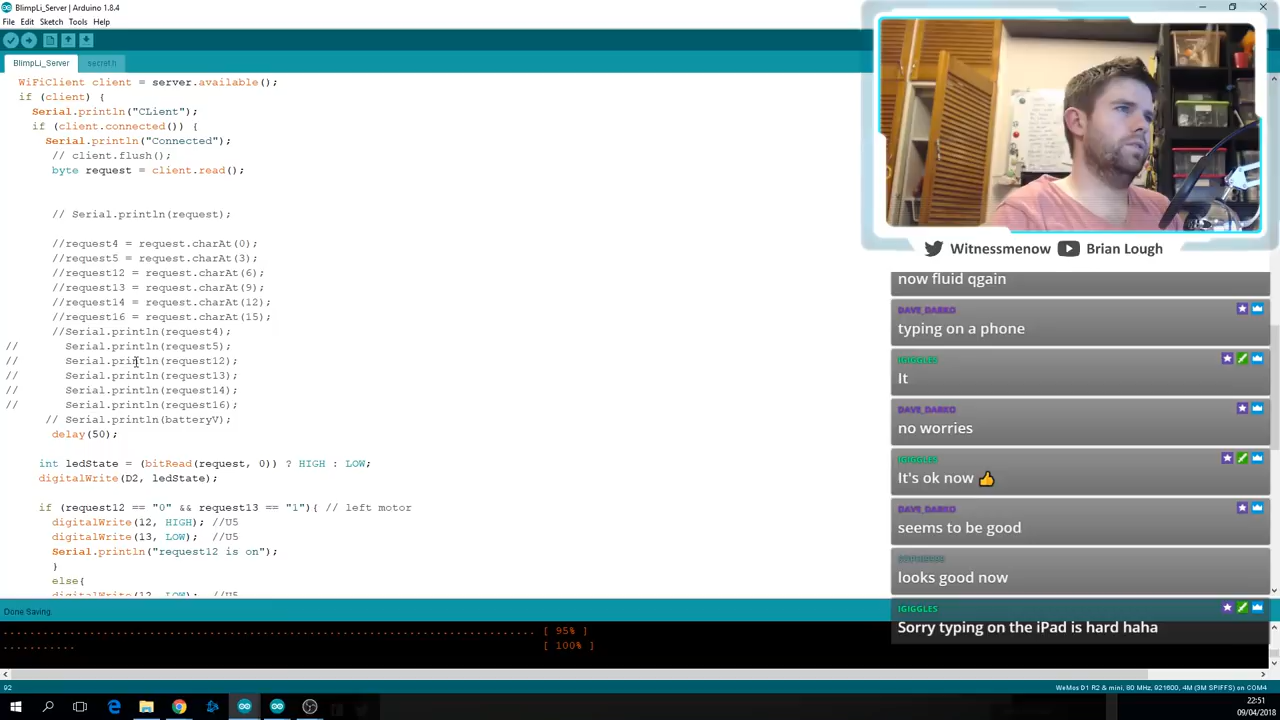 BlimpLi_Server | Arduino 1.8.4
File Edit Sketch Tools Help
BlimpLi_Server secret.h
WiFiClient client = server.available();
if (client) {
Serial.println("CLient");
if (client.connected()) {
Serial.println("Connected");
// client.flush();
byte request = client.read();
// Serial.println(request);
//request4 = request.charAt(0);
//request5 = request.charAt(3);
//request12 = request.charAt(6);
//request13 = request.charAt(9);
//request14 = request.charAt(12);
//request16 = request.charAt(15);
//Serial.println(request4);
// Serial.println(request5);
// Serial.println(request12);
// Serial.println(request13);
// Serial.println(request14);
// Serial.println(request16);
// Serial.println(batteryV);
delay(50);
int ledState = (bitRead(request, 0)) ? HIGH : LOW;
digitalWrite(D2, ledState);
if (request12 == "0" && request13 == "1"){ // left motor
digitalWrite(12, HIGH); //U5
digitalWrite(13, LOW); //U5
Serial.println("request12 is on");
}
else{
digitalWrite(12, LOW); //U5
Done Saving.
[ 95% ]
[ 100% ]
92
WeMos D1 R2 & mini, 80 MHz, 921600, 4M (3M SPIFFS) on COM4
22:51
09/04/2018
Witnessmenow Brian Lough
now fluid qgain
DAVE_DARKO
typing on a phone
IGIGGLES
It
DAVE_DARKO
no worries
IGIGGLES
It's ok now 👍
DAVE_DARKO
seems to be good
looks good now
IGIGGLES
Sorry typing on the iPad is hard haha